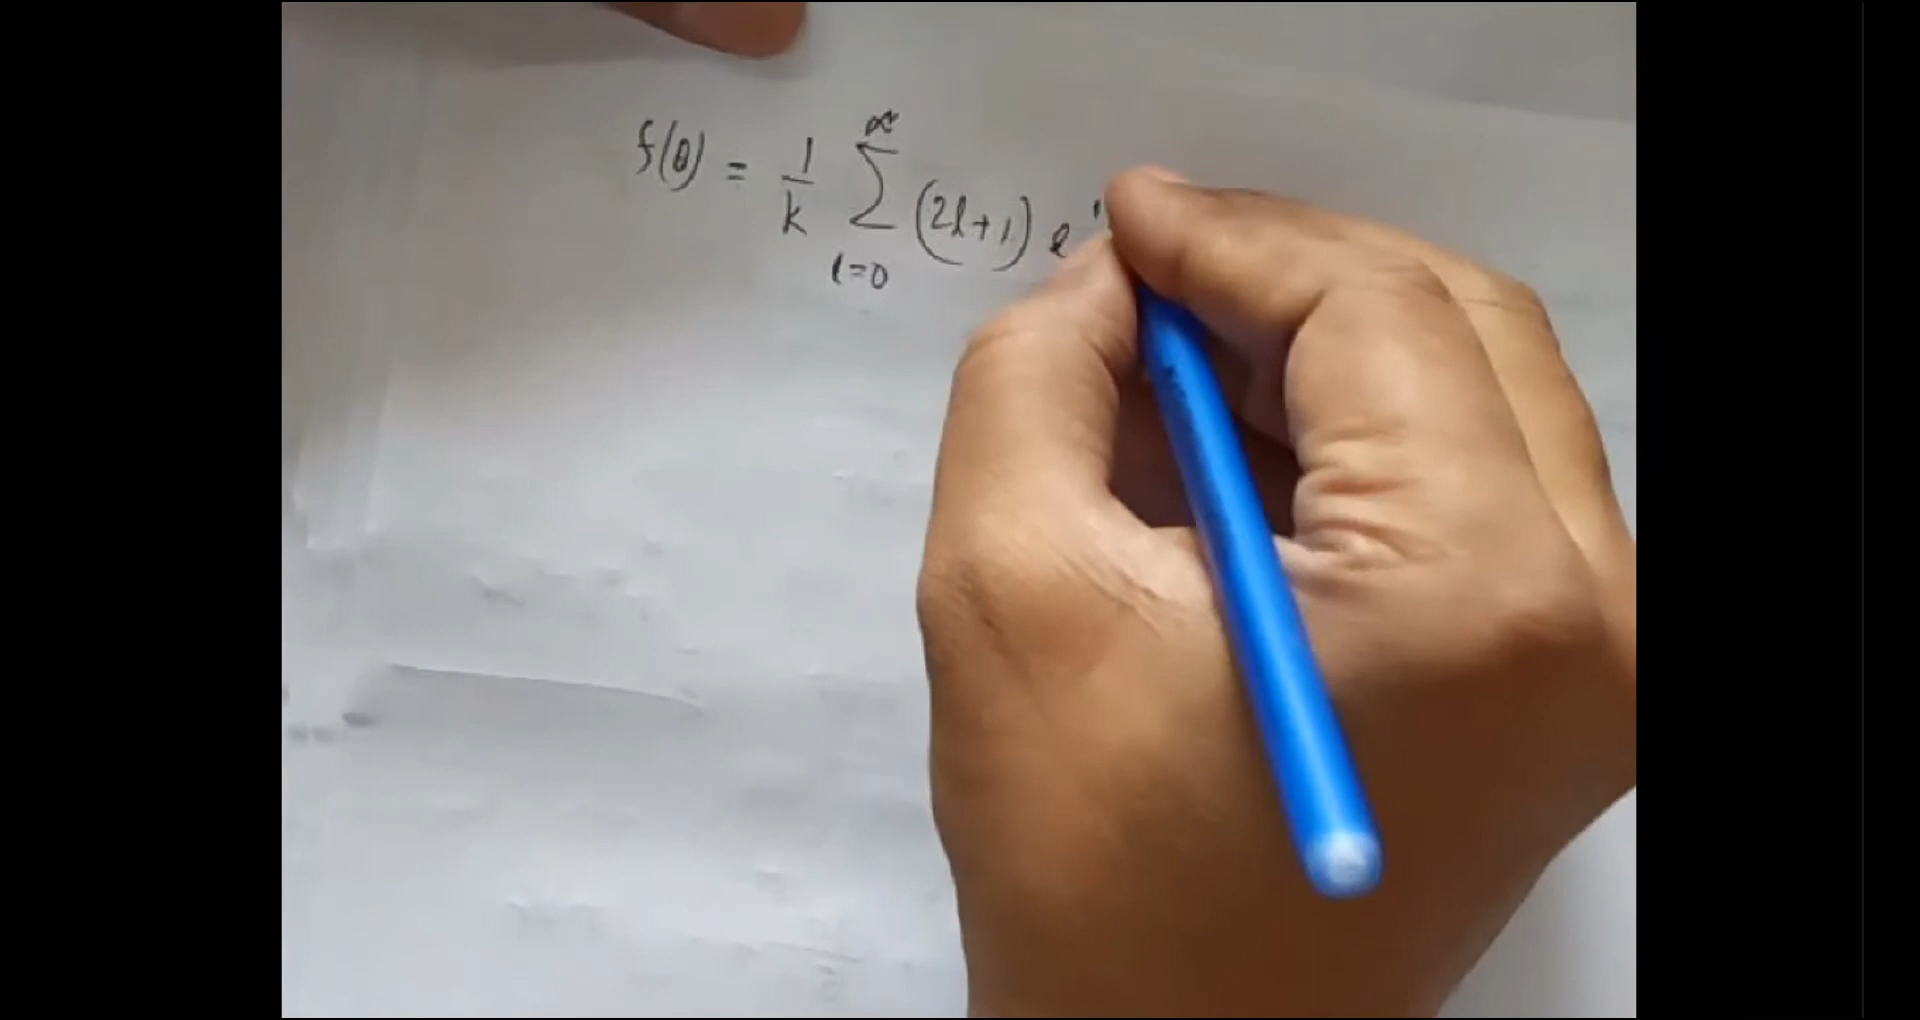 f(θ) = 1/k ∑_{l=0}^{∞} (2l+1) e^i